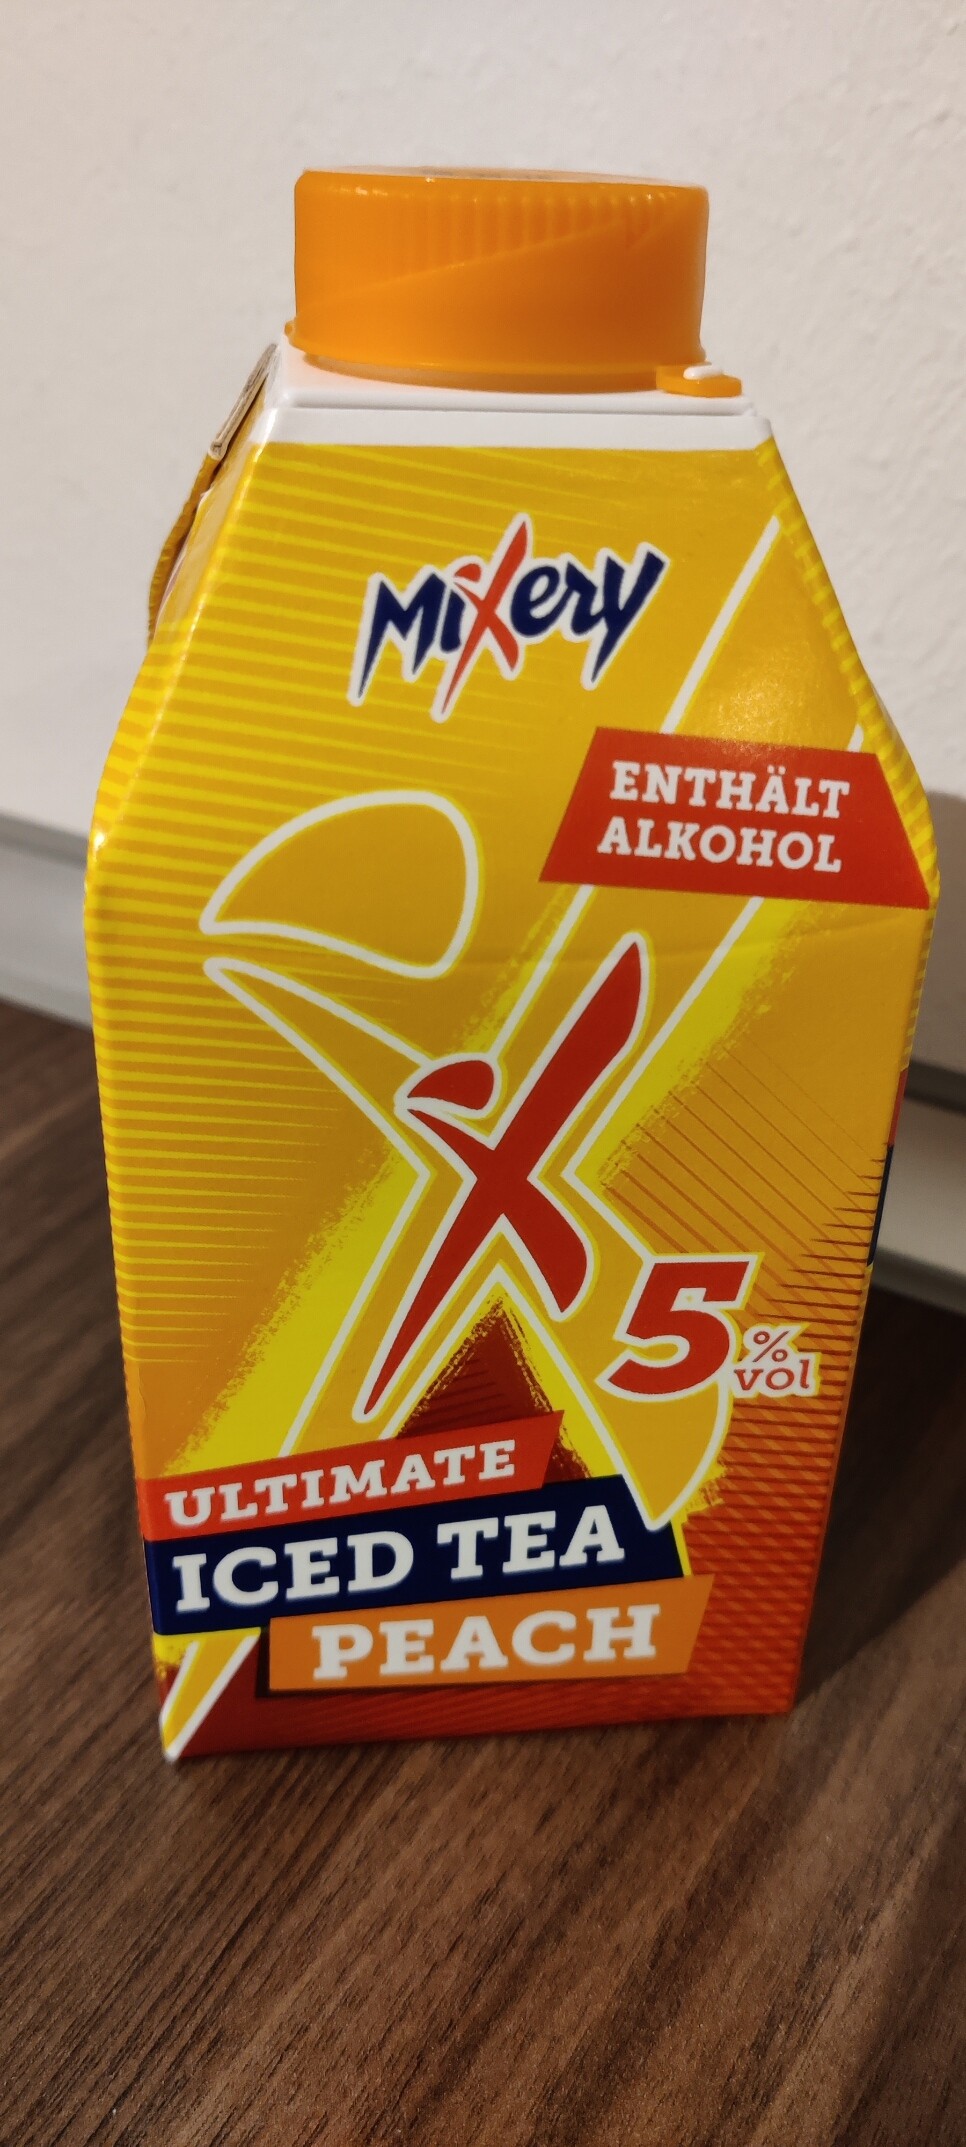 MiXery
ENTHÄLT
ALKOHOL
5% vol
ULTIMATE
ICED TEA
PEACH